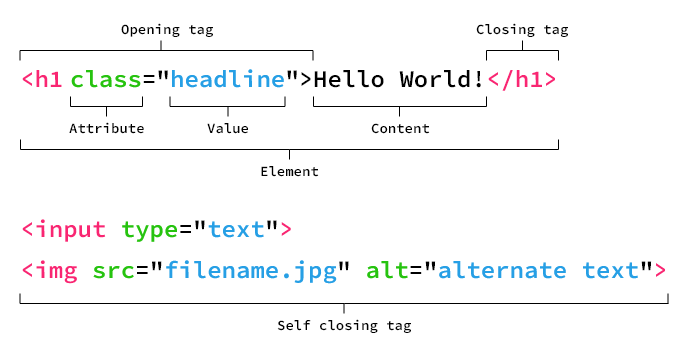 Opening tag Closing tag
<h1 class="headline">Hello World!</h1>
Attribute Value Content
Element
<input type="text">
<img src="filename.jpg" alt="alternate text">
Self closing tag